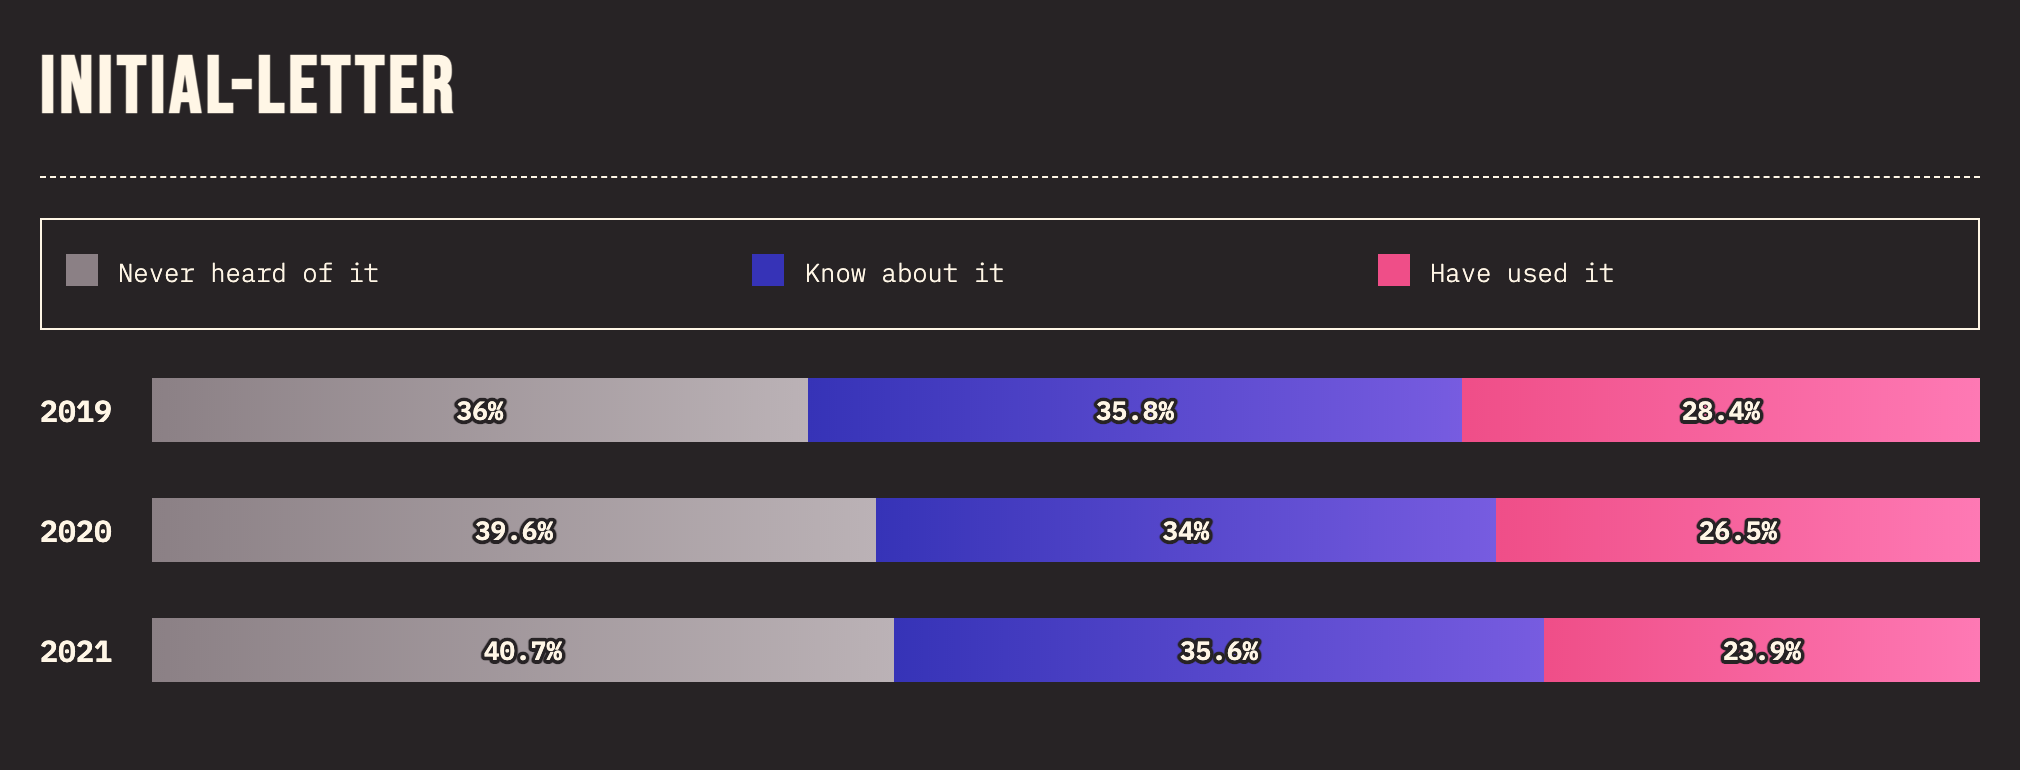 INITIAL-LETTER
Never heard of it Know about it Have used it
2019 36% 35.8% 28.4%
2020 39.6% 34% 26.5%
2021 40.7% 35.6% 23.9%